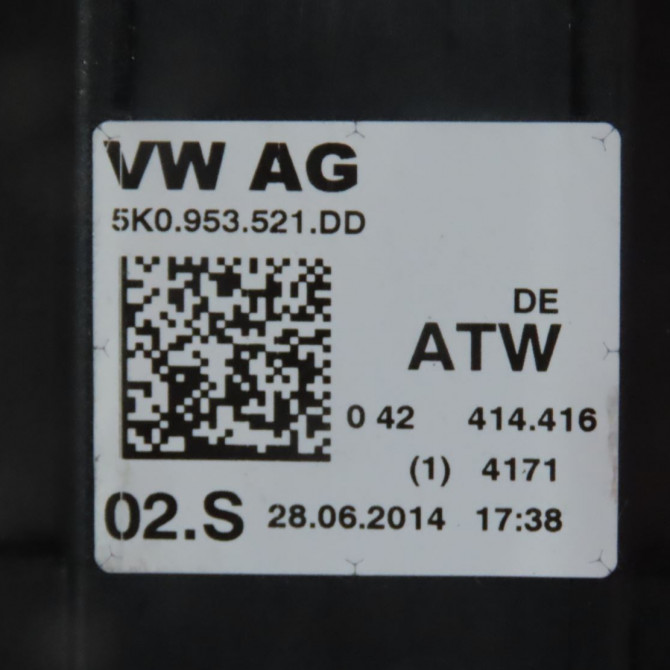 VW AG
5K0.953.521.DD
DE
ATW
0 42 414.416
(1) 4171
02.S 28.06.2014 17:38